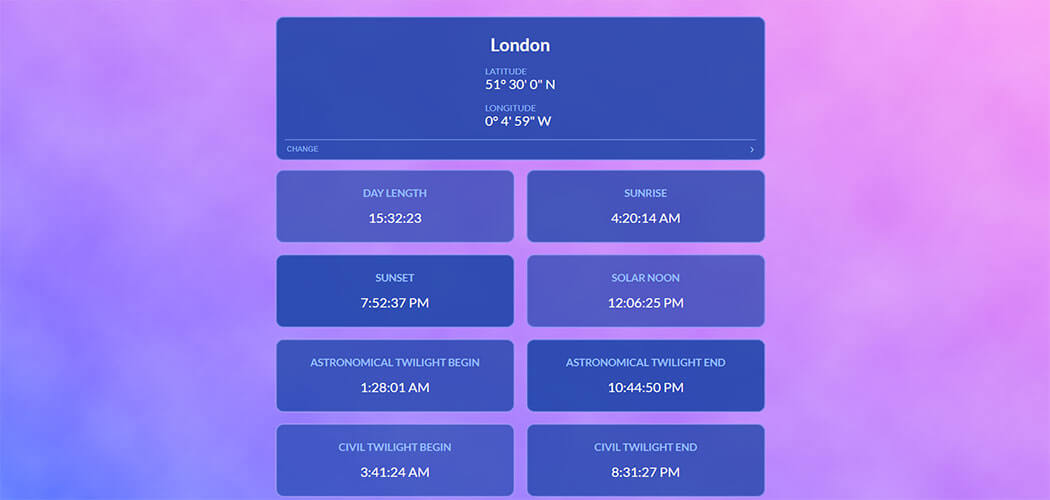 London
LATITUDE
51° 30' 0" N
LONGITUDE
0° 4' 59" W
CHANGE
DAY LENGTH
15:32:23
SUNRISE
4:20:14 AM
SUNSET
7:52:37 PM
SOLAR NOON
12:06:25 PM
ASTRONOMICAL TWILIGHT BEGIN
1:28:01 AM
ASTRONOMICAL TWILIGHT END
10:44:50 PM
CIVIL TWILIGHT BEGIN
3:41:24 AM
CIVIL TWILIGHT END
8:31:27 PM